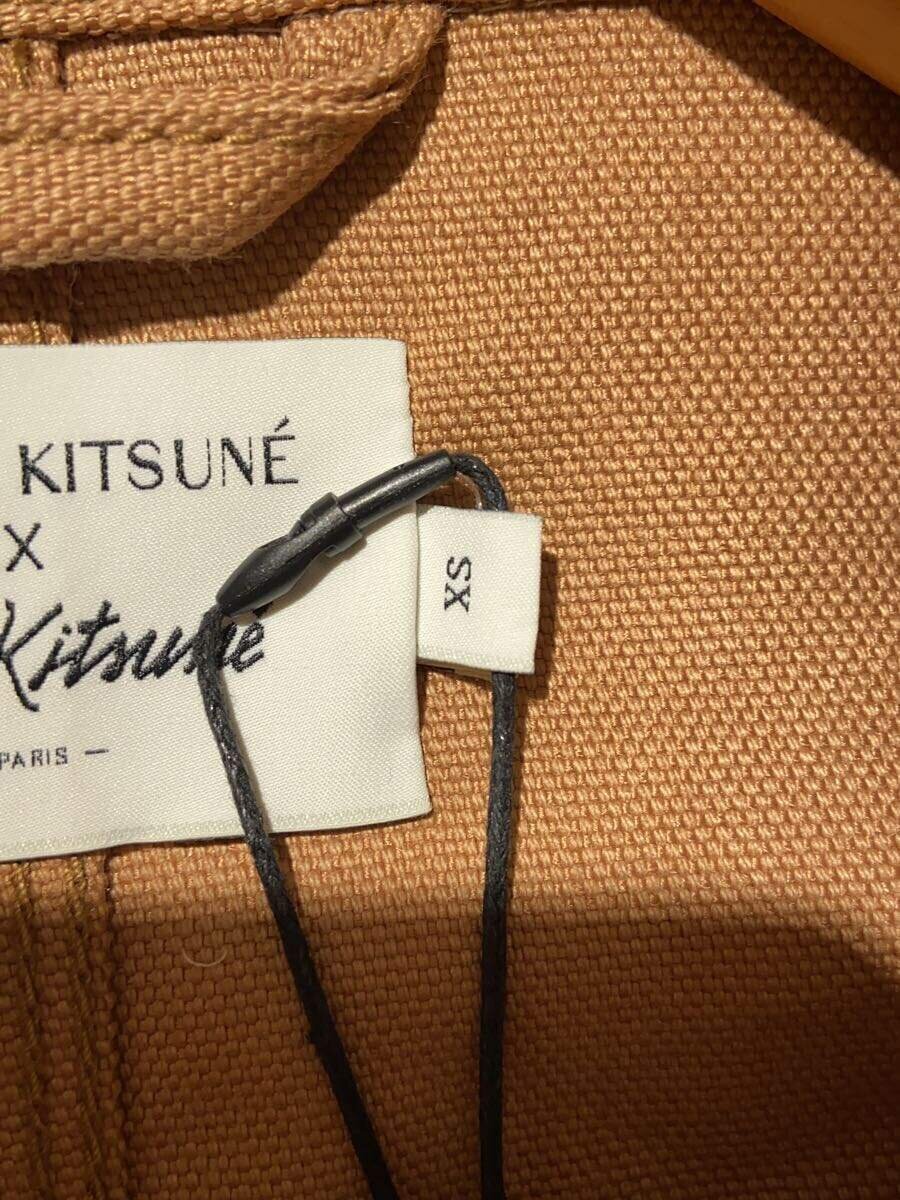 KITSUNÉ
X
Kitsuné
PARIS —
XS